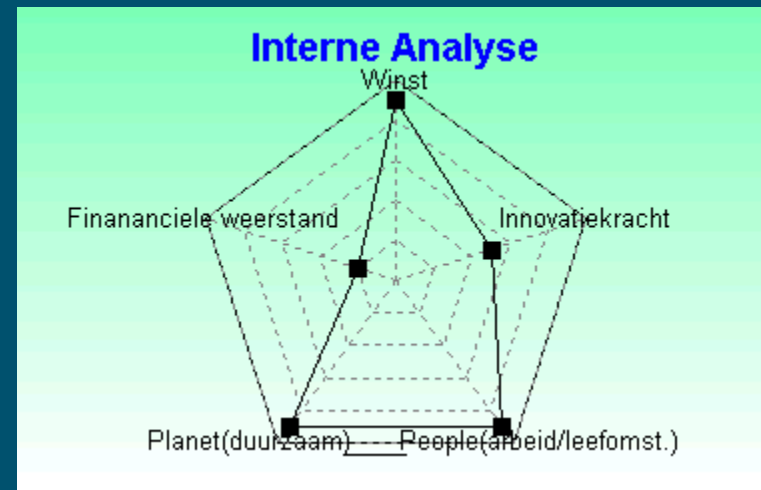 Interne Analyse
Winst
Finananciele weerstand
Innovatiekracht
Planet(duurzaam)
People(arbeid/leefomst.)